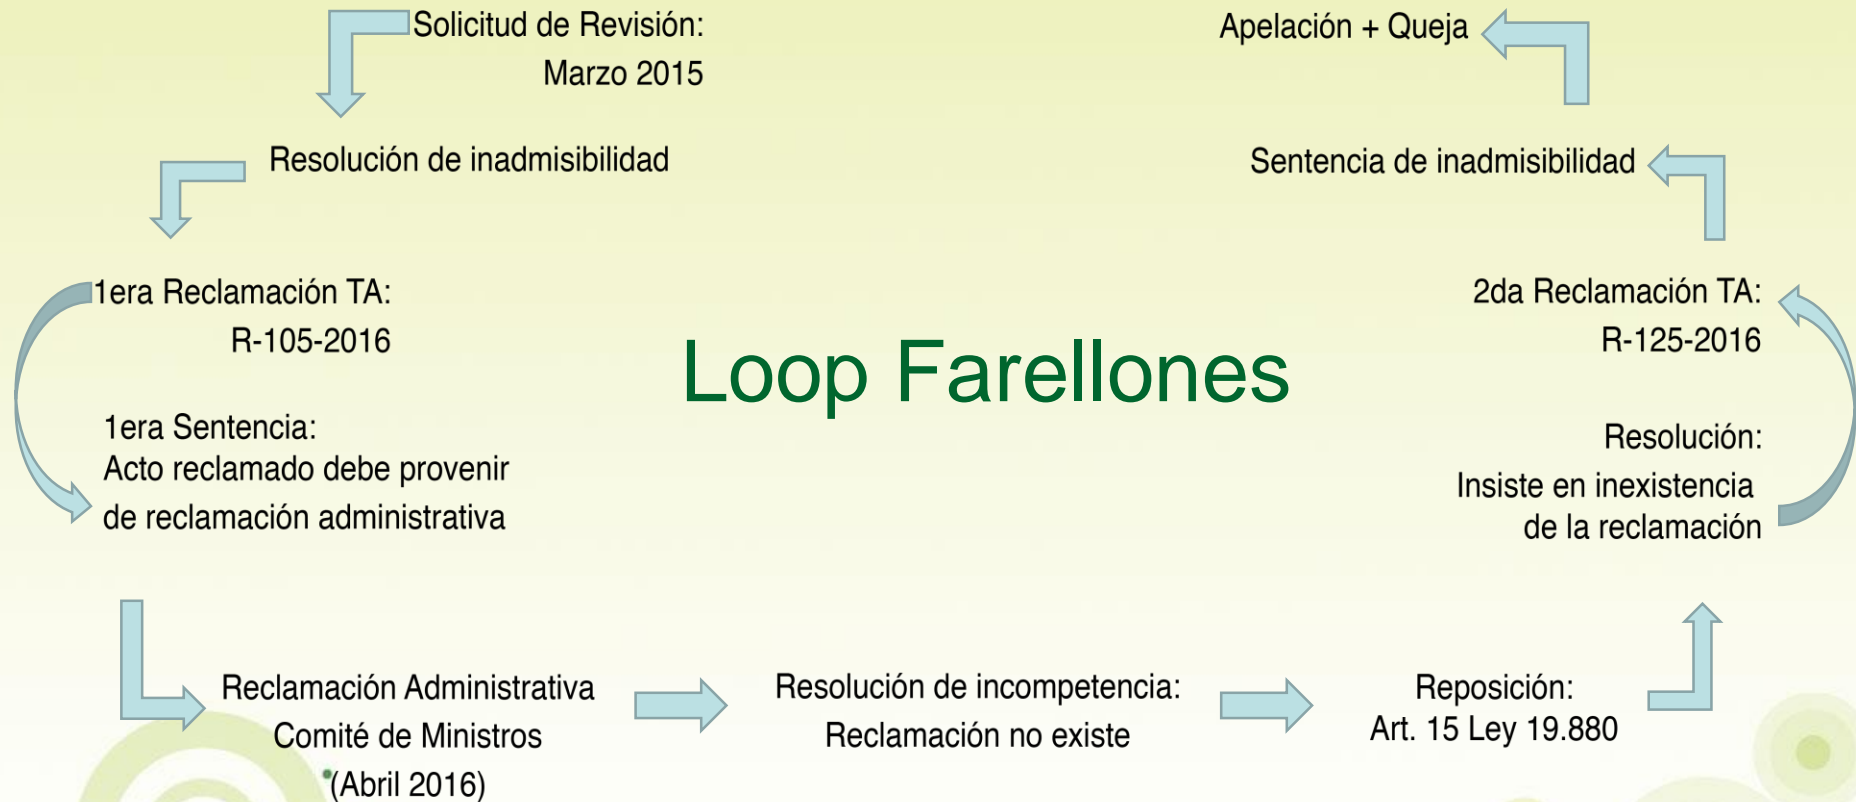 Solicitud de Revisión:
Marzo 2015
Resolución de inadmisibilidad
1era Reclamación TA:
R-105-2016
1era Sentencia:
Acto reclamado debe provenir
de reclamación administrativa
Reclamación Administrativa
Comité de Ministros
(Abril 2016)
Resolución de incompetencia:
Reclamación no existe
Reposición:
Art. 15 Ley 19.880
Resolución:
Insiste en inexistencia
de la reclamación
2da Reclamación TA:
R-125-2016
Sentencia de inadmisibilidad
Apelación + Queja
Loop Farellones